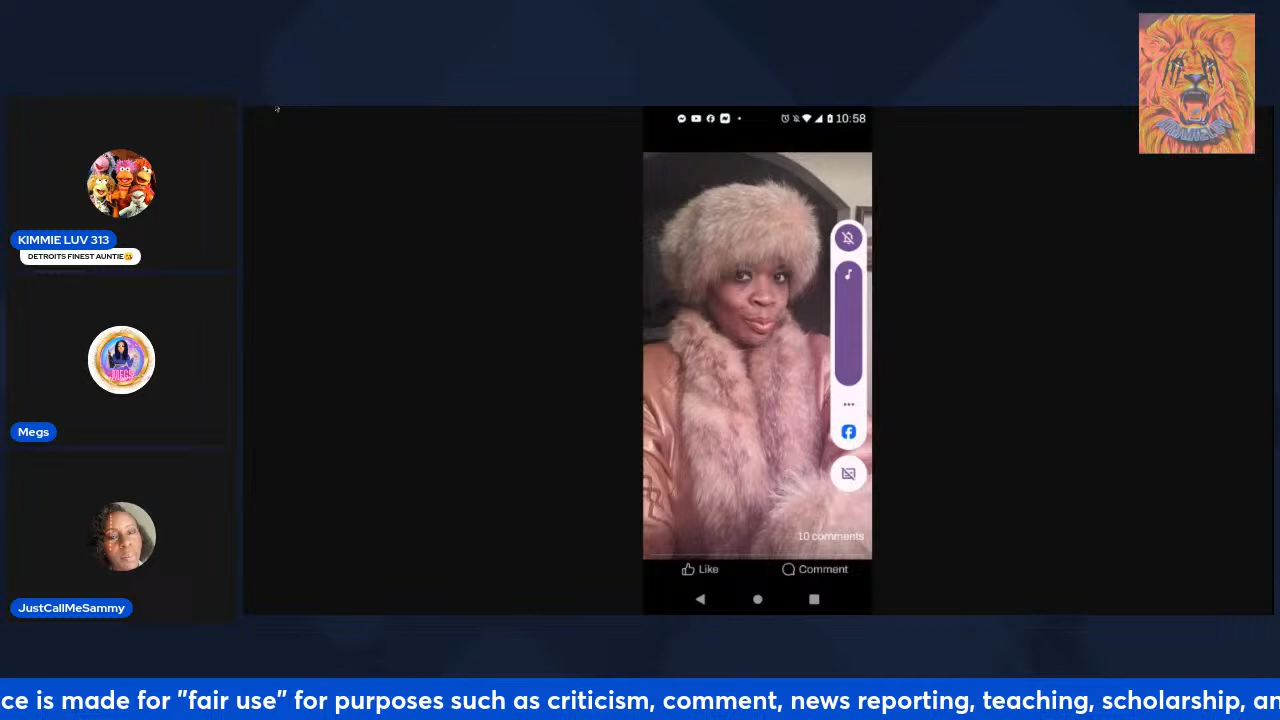 KIMMIE LUV 313
DETROITS FINEST AUNTIE😘
Megs
JustCallMeSammy
10:58
10 comments
Like
Comment
ce is made for "fair use" for purposes such as criticism, comment, news reporting, teaching, scholarship, an